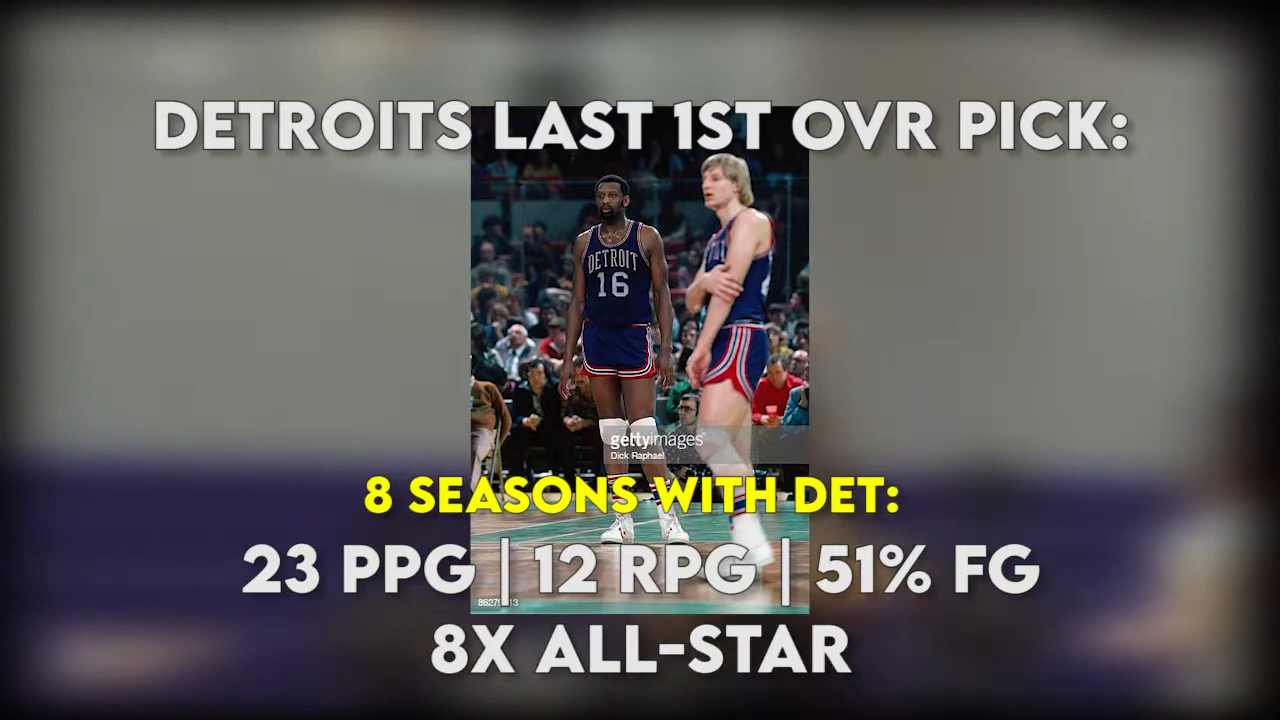 DETROITS LAST 1ST OVR PICK:
DETROIT
16
gettyimages®
Dick Raphael
8 SEASONS WITH DET:
23 PPG | 12 RPG | 51% FG
8X ALL-STAR